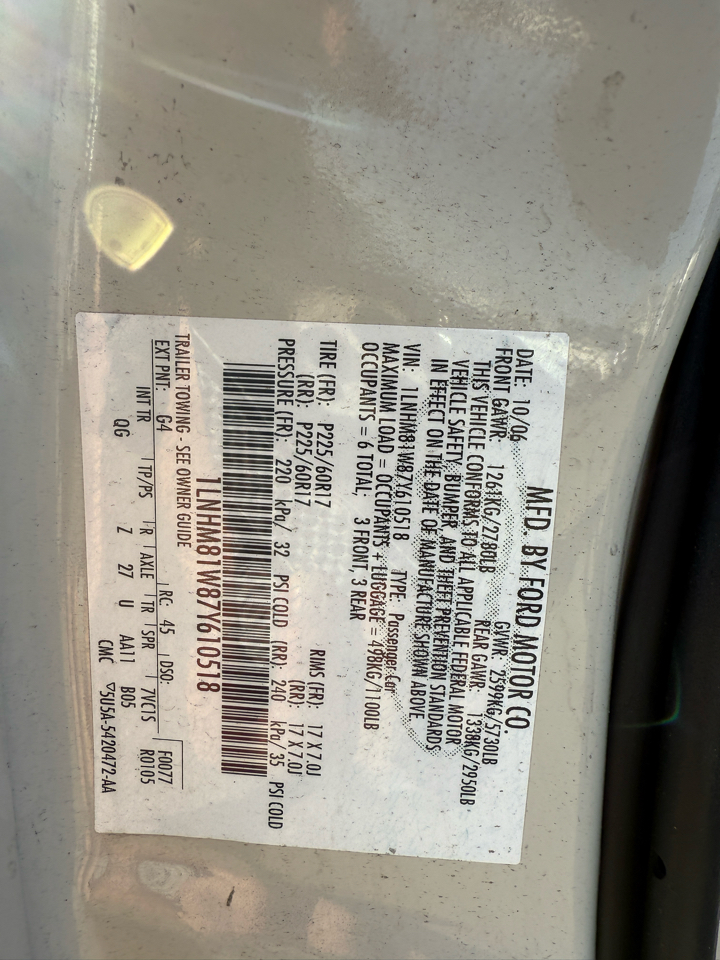 MFD. BY FORD MOTOR CO.
DATE: 10/06 GVWR: 2599KG/5730LB
FRONT GAWR: 1261KG/2780LB REAR GAWR: 1338KG/2950LB
THIS VEHICLE CONFORMS TO ALL APPLICABLE FEDERAL MOTOR
VEHICLE SAFETY, BUMPER, AND THEFT PREVENTION STANDARDS
IN EFFECT ON THE DATE OF MANUFACTURE SHOWN ABOVE.
VIN: 1LNHM81W87Y610518 TYPE: Passenger Car
MAXIMUM LOAD = OCCUPANTS + LUGGAGE = 498KG/1100LB
OCCUPANTS = 6 TOTAL; 3 FRONT, 3 REAR
TIRE (FR): P225/60R17 RIMS (FR): 17 X 7.0J
(RR): P225/60R17 (RR): 17 X 7.0J
PRESSURE (FR): 220 kPa/ 32 PSI COLD (RR): 240 kPa/ 35 PSI COLD
1LNHM81W87Y610518
TRAILER TOWING - SEE OWNER GUIDE
EXT PNT: G4 RC: 45 DSO: F0077
R0105
INT TR TP/PS R AXLE TR SPR 7VCTS
QG Z 27 U AA11 B05
CMC 5U5A-5420472-AA